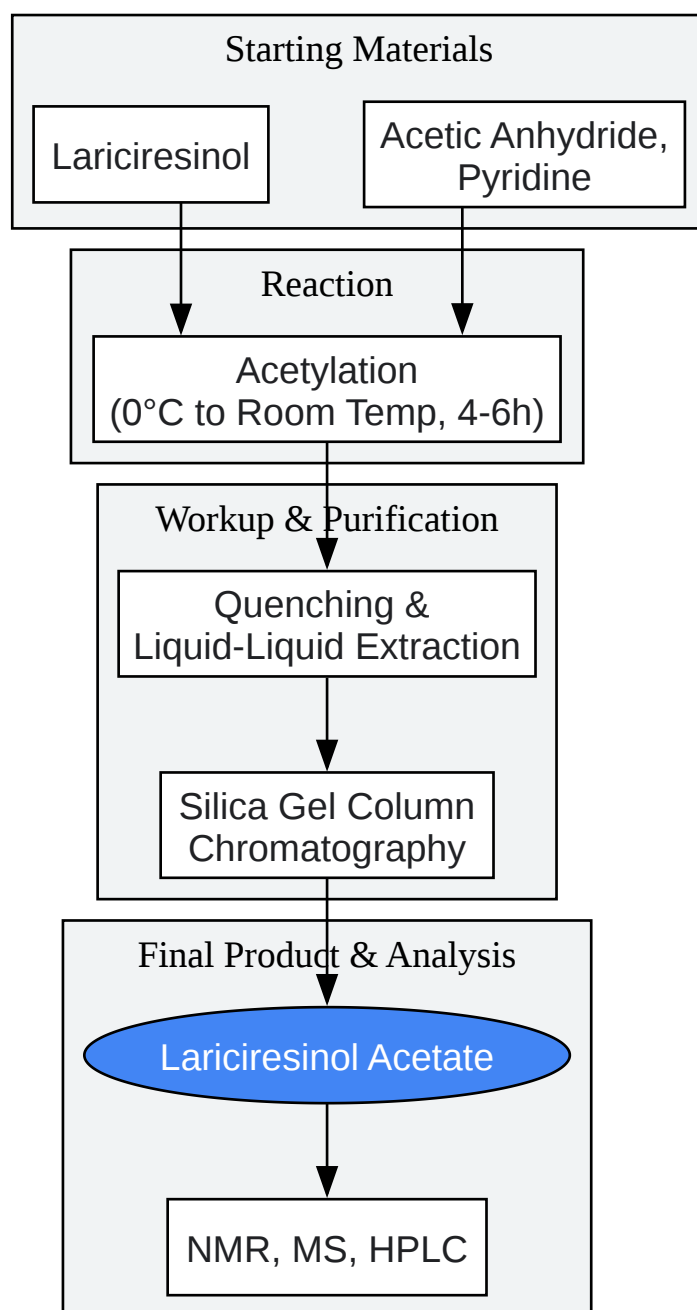 Starting Materials
Lariciresinol
Acetic Anhydride,
Pyridine
Reaction
Acetylation
(0°C to Room Temp, 4-6h)
Workup & Purification
Quenching &
Liquid-Liquid Extraction
Silica Gel Column
Chromatography
Final Product & Analysis
Lariciresinol Acetate
NMR, MS, HPLC